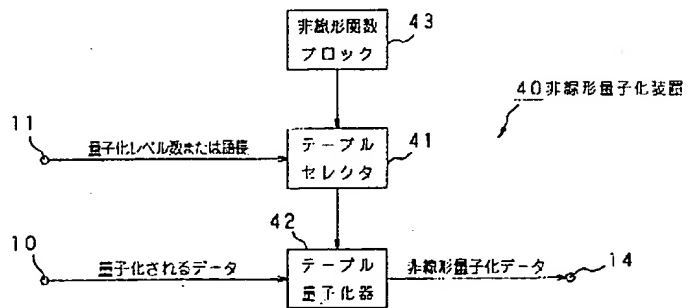 非線形関数
ブロック
43
40 非線形量子化装置
11
量子化レベル数または語長
テーブル
セレクタ
41
42
10
量子化されるデータ
テーブル
量子化器
非線形量子化データ
14